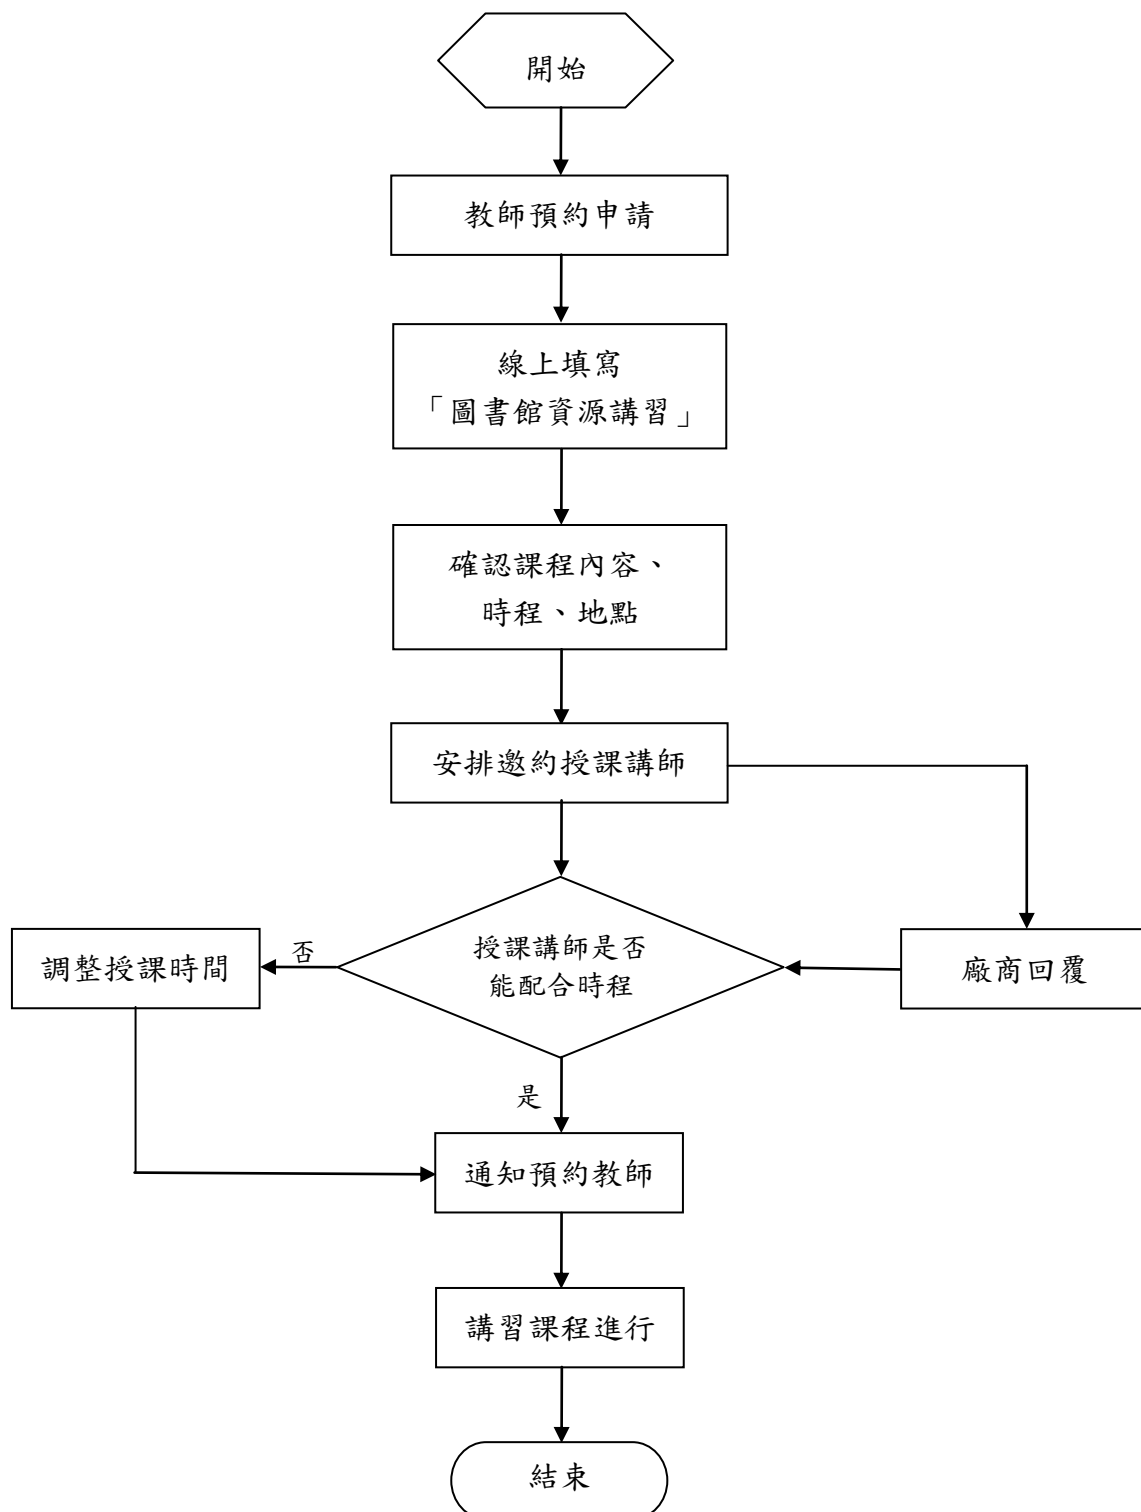 開始
教師預約申請
線上填寫
「圖書館資源講習」
確認課程內容、
時程、地點
安排邀約授課講師
授課講師是否
能配合時程
否
調整授課時間
廠商回覆
是
通知預約教師
講習課程進行
結束